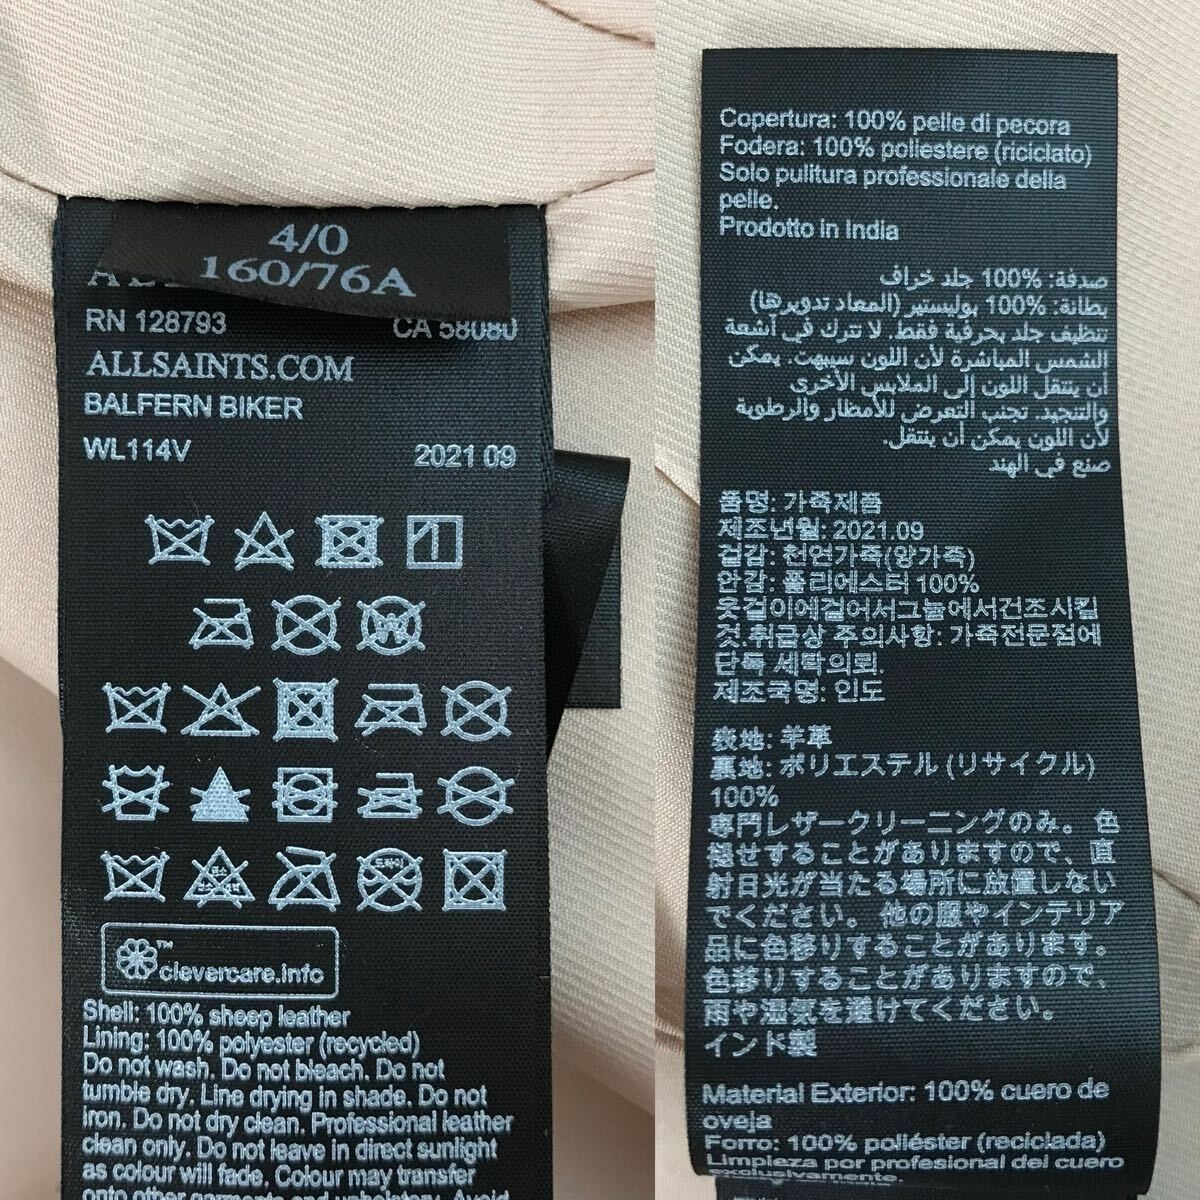 4/0
160/76A
RN 128793 CA 58080
ALLSAINTS.COM
BALFERN BIKER
WL114V 2021 09
W
드라이
염소
clevercare.info
Shell: 100% sheep leather
Lining: 100% polyester (recycled)
Do not wash. Do not bleach. Do not
tumble dry. Line drying in shade. Do not
iron. Do not dry clean. Professional leather
clean only. Do not leave in direct sunlight
as colour will fade. Colour may transfer
onto other garments and upholstery. Avoid
Copertura: 100% pelle di pecora
Fodera: 100% poliestere (riciclato)
Solo pulitura professionale della
pelle.
Prodotto in India
صدفة: 100% جلد خراف
بطانة: 100% بوليستير (المعاد تدويرها)
تنظيف جلد بحرفية فقط. لا تترك في أشعة
الشمس المباشرة لأن اللون سيبهت. يمكن
أن ينتقل اللون إلى الملابس الأخرى
والتنجيد. تجنب التعرض للأمطار والرطوبة
لأن اللون يمكن أن ينتقل.
صنع في الهند
품명: 가죽제품
제조년월: 2021.09
겉감: 천연가죽(양가죽)
안감: 폴리에스터 100%
옷걸이에걸어서그늘에서건조시킬
것.취급상 주의사항: 가죽전문점에
단독 세탁의뢰.
제조국명: 인도
表地: 羊革
裏地: ポリエステル (リサイクル)
100%
専門レザークリーニングのみ。色
褪せすることがありますので、直
射日光が当たる場所に放置しない
でください。他の服やインテリア
品に色移りすることがあります。
色移りすることがありますので、
雨や湿気を避けてください。
インド製
Material Exterior: 100% cuero de
oveja
Forro: 100% poliéster (reciclada)
Limpieza por profesional del cuero
exclusivamente.